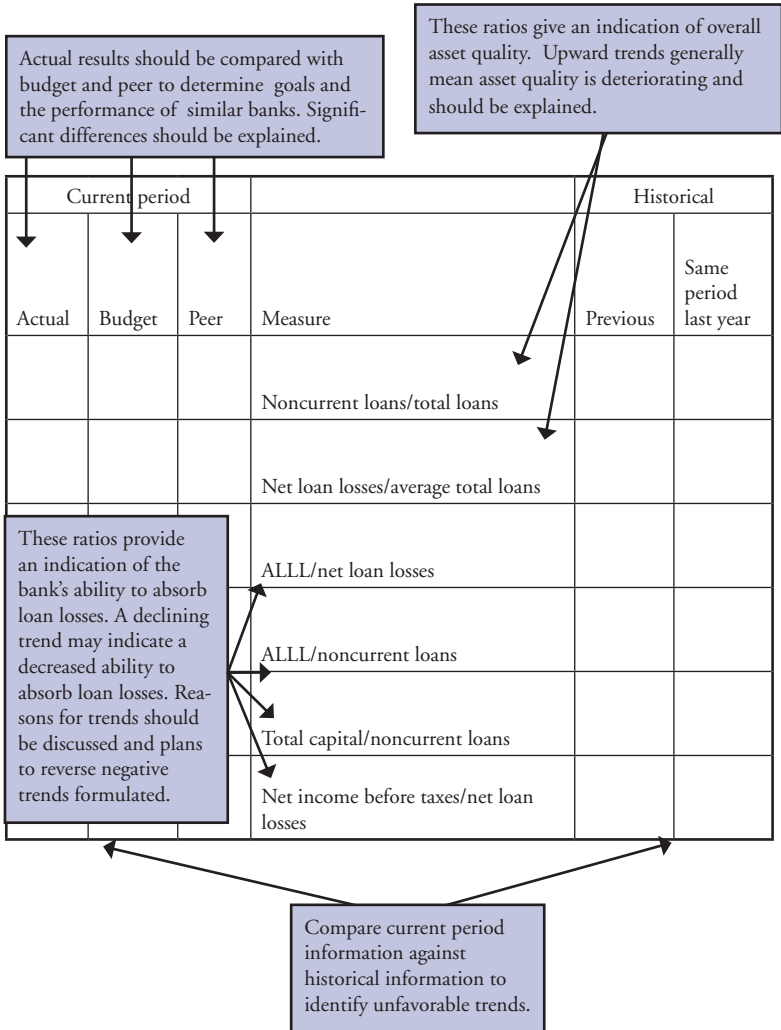 Actual results should be compared with
budget and peer to determine goals and
the performance of similar banks. Signifi-
cant differences should be explained.
These ratios give an indication of overall
asset quality. Upward trends generally
mean asset quality is deteriorating and
should be explained.
Current period
Historical
Actual
Budget
Peer
Measure
Previous
Same
period
last year
Noncurrent loans/total loans
Net loan losses/average total loans
These ratios provide
an indication of the
bank's ability to absorb
loan losses. A declining
trend may indicate a
decreased ability to
absorb loan losses. Rea-
sons for trends should
be discussed and plans
to reverse negative
trends formulated.
ALLL/net loan losses
ALLL/noncurrent loans
Total capital/noncurrent loans
Net income before taxes/net loan
losses
Compare current period
information against
historical information to
identify unfavorable trends.